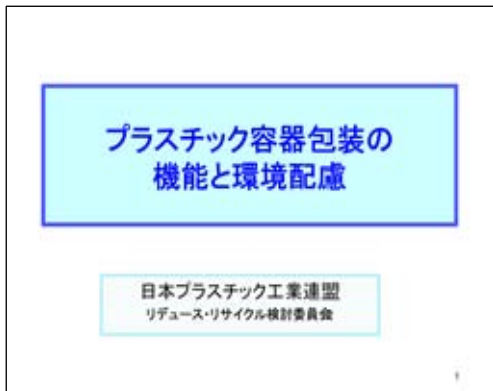 プラスチック容器包装の
機能と環境配慮
日本プラスチック工業連盟
リデュース・リサイクル検討委員会
1